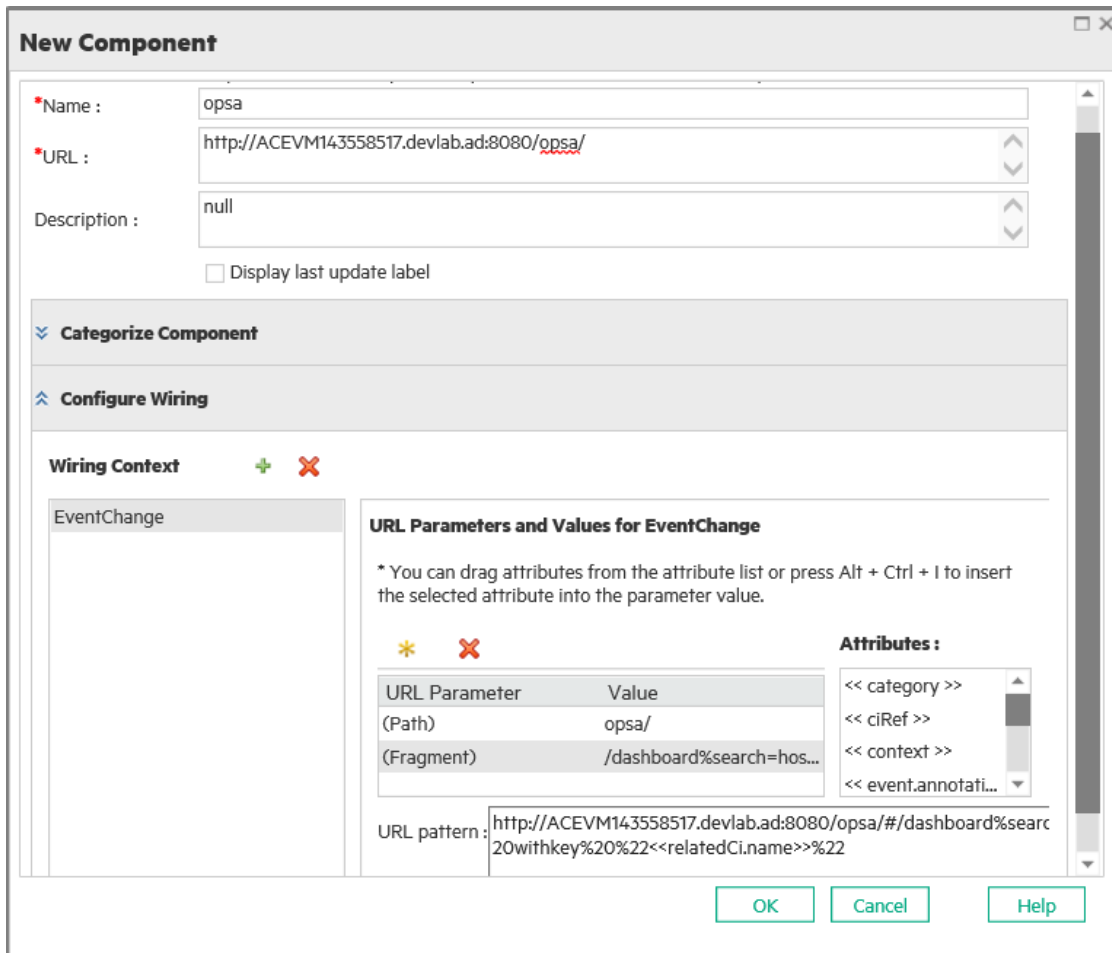 New Component
*Name :
opsa
*URL :
http://ACEVM143558517.devlab.ad:8080/opsa/
Description :
null
Display last update label
Categorize Component
Configure Wiring
Wiring Context
EventChange
URL Parameters and Values for EventChange
* You can drag attributes from the attribute list or press Alt + Ctrl + I to insert
the selected attribute into the parameter value.
Attributes :
URL Parameter Value
(Path) opsa/
(Fragment) /dashboard%search=hos...
<< category >>
<< ciRef >>
<< context >>
<< event.annotati...
URL pattern :
http://ACEVM143558517.devlab.ad:8080/opsa/#/dashboard%searc
20withkey%20%22<<relatedCi.name>>%22
OK Cancel Help